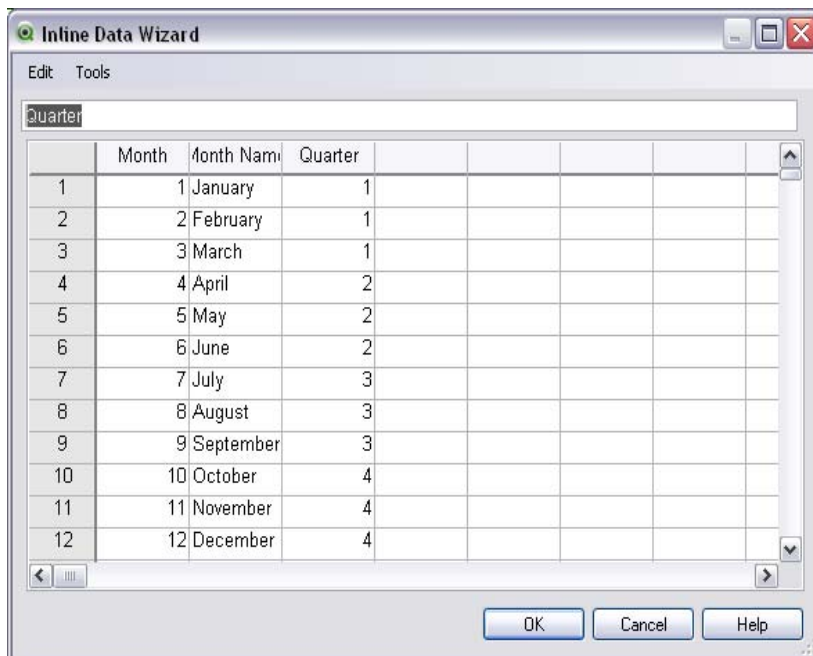 Inline Data Wizard
Edit Tools
Quarter
Month Month Name Quarter
1 1 January 1
2 2 February 1
3 3 March 1
4 4 April 2
5 5 May 2
6 6 June 2
7 7 July 3
8 8 August 3
9 9 September 3
10 10 October 4
11 11 November 4
12 12 December 4
OK Cancel Help